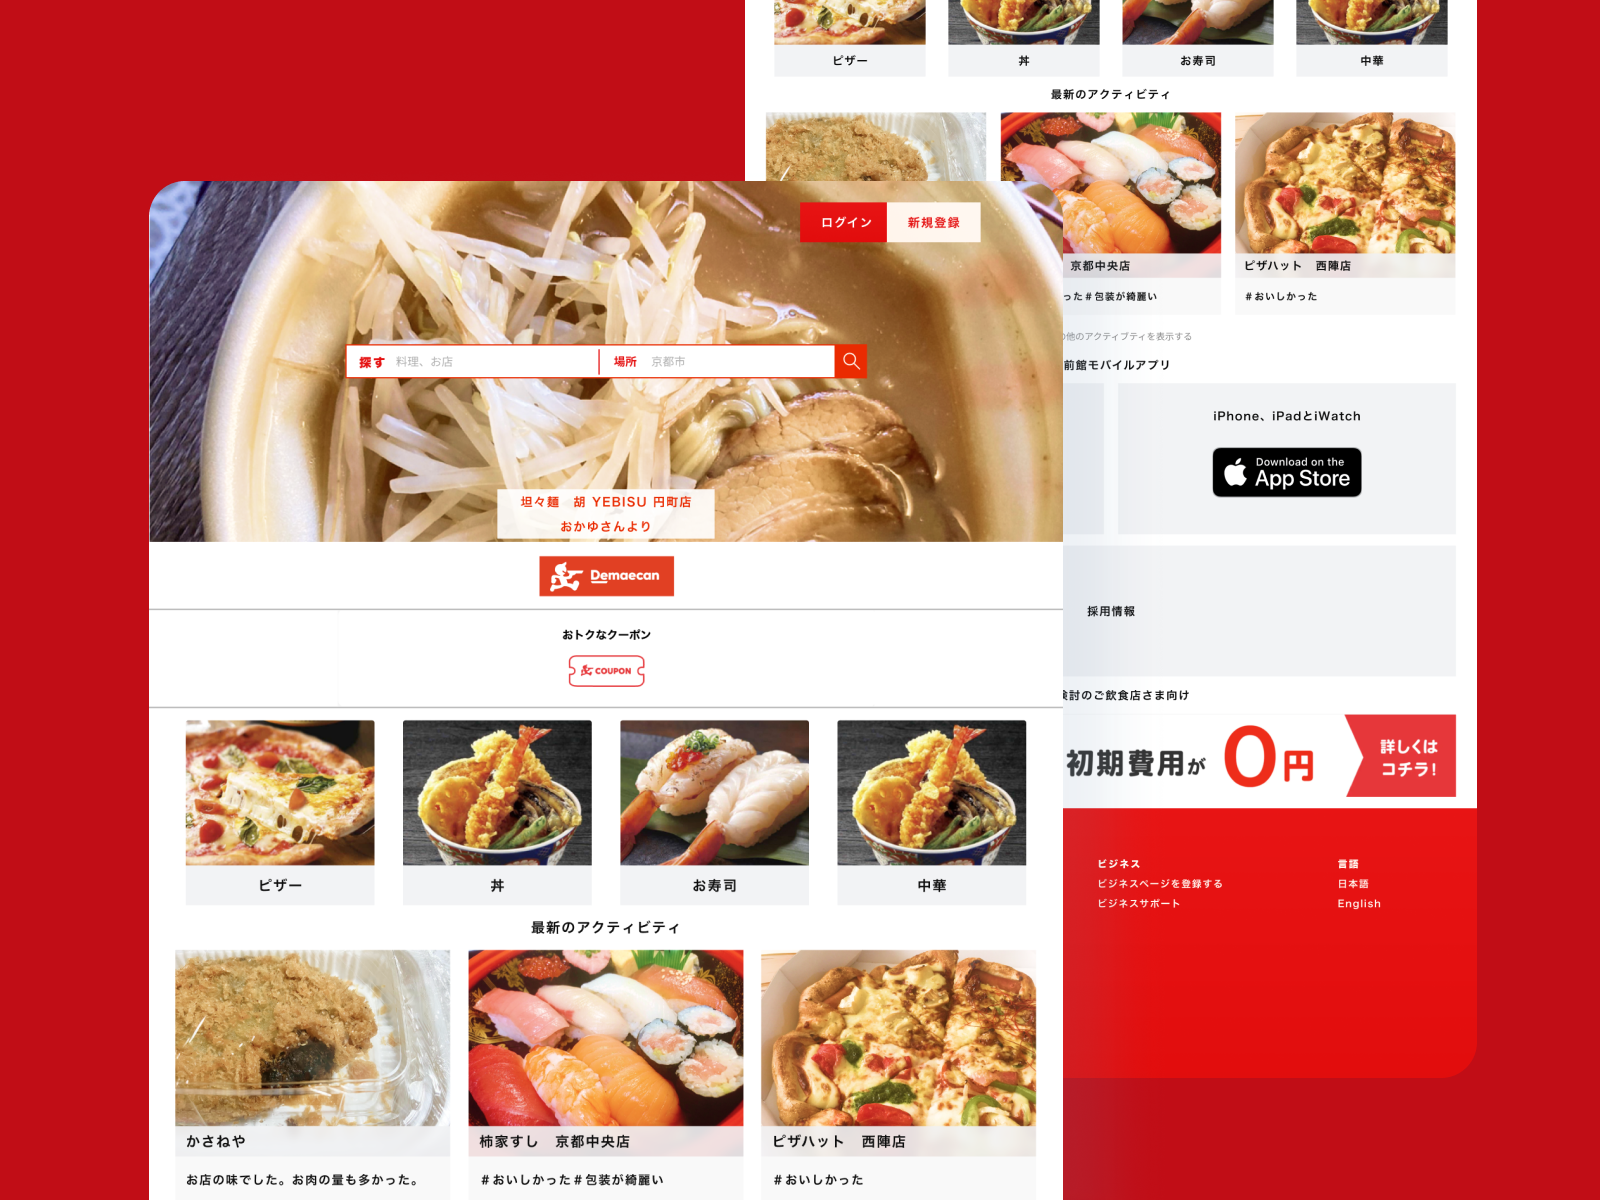 ピザー
丼
お寿司
中華
最新のアクティビティ
京都中央店
ピザハット　西陣店
った#包装が綺麗い
#おいしかった
他のアクティブティを表示する
前館モバイルアプリ
iPhone、iPadとiWatch
Download on the
App Store
採用情報
討のご飲食店さま向け
初期費用が 0円
詳しくは
コチラ!
ビジネス
ビジネスページを登録する
ビジネスサポート
言語
日本語
English
ログイン
新規登録
探す 料理、お店
場所 京都市
坦々麺　胡 YEBISU 円町店
おかゆさんより
Demaecan
おトクなクーポン
COUPON
ピザー
丼
お寿司
中華
最新のアクティビティ
かさねや
お店の味でした。お肉の量も多かった。
柿家すし　京都中央店
#おいしかった#包装が綺麗い
ピザハット　西陣店
#おいしかった